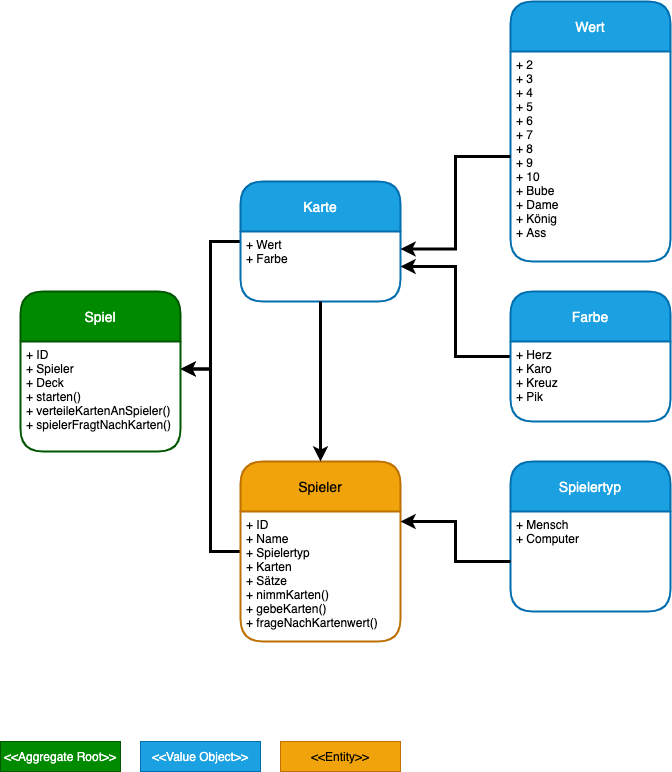 Wert
+ 2
+ 3
+ 4
+ 5
+ 6
+ 7
+ 8
+ 9
+ 10
+ Bube
+ Dame
+ König
+ Ass
Karte
+ Wert
+ Farbe
Spiel
+ ID
+ Spieler
+ Deck
+ starten()
+ verteileKartenAnSpieler()
+ spielerFragtNachKarten()
Farbe
+ Herz
+ Karo
+ Kreuz
+ Pik
Spieler
+ ID
+ Name
+ Spielertyp
+ Karten
+ Sätze
+ nimmKarten()
+ gebeKarten()
+ frageNachKartenwert()
Spielertyp
+ Mensch
+ Computer
<<Aggregate Root>>
<<Value Object>>
<<Entity>>